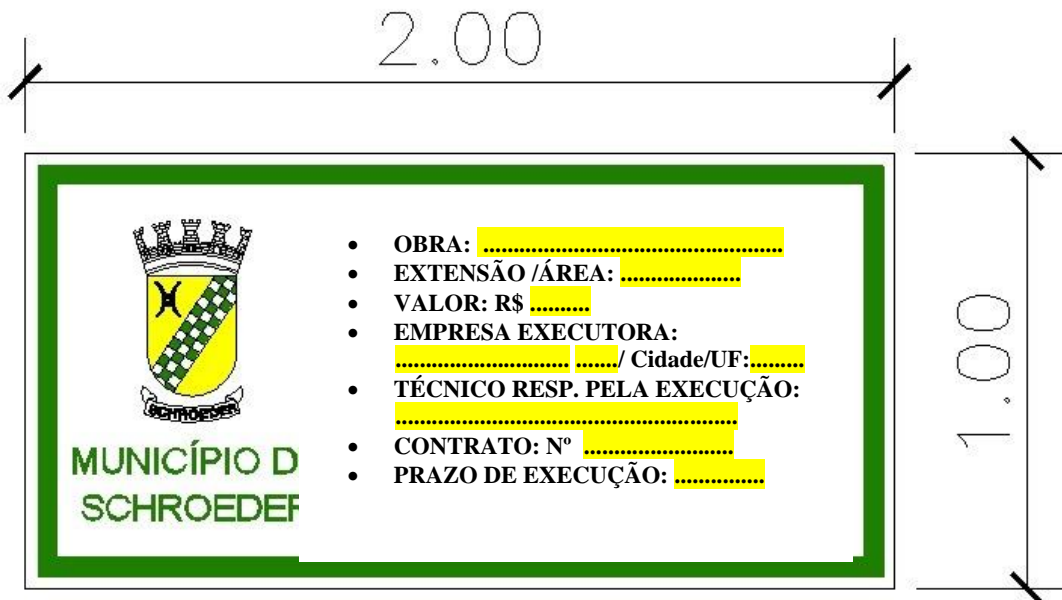 2.00
• OBRA: ..................................................
• EXTENSÃO /ÁREA: ....................
• VALOR: R$ ..........
• EMPRESA EXECUTORA:
............................. ......./ Cidade/UF:.........
• TÉCNICO RESP. PELA EXECUÇÃO:
.........................................................
• CONTRATO: Nº .........................
• PRAZO DE EXECUÇÃO: ...............
SCHROEDER
MUNICÍPIO D
SCHROEDER
1.00